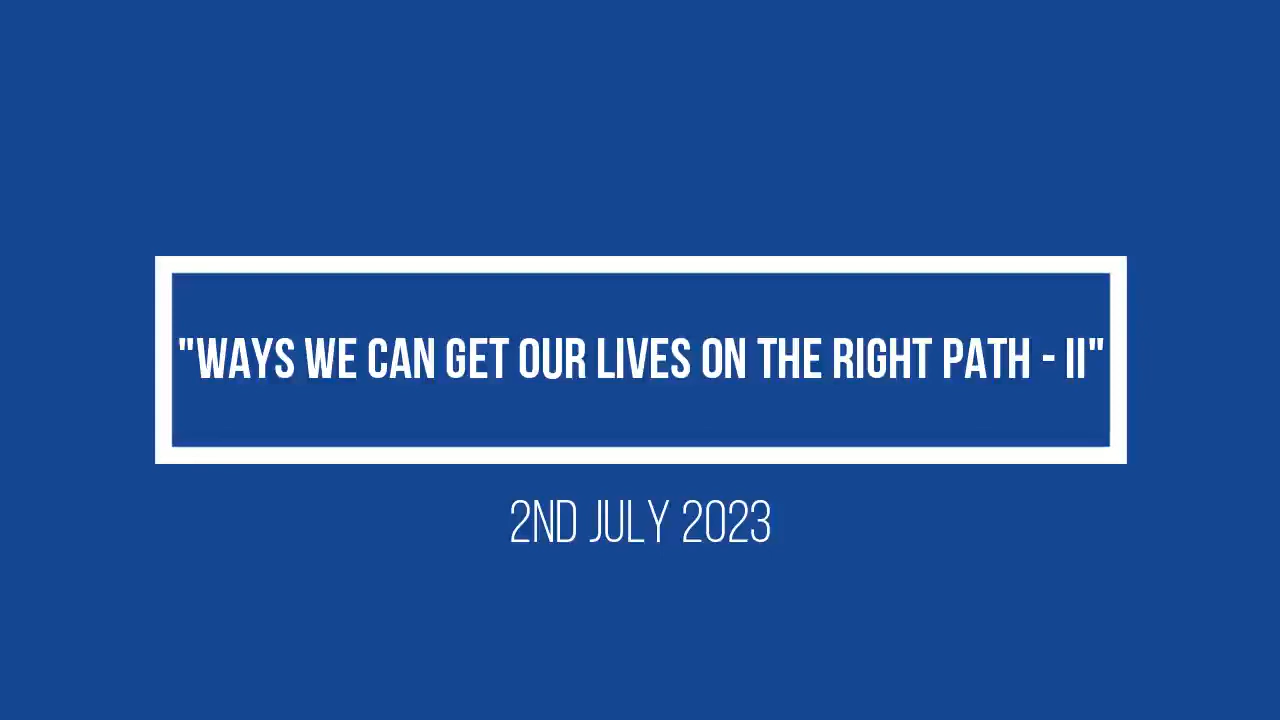 "WAYS WE CAN GET OUR LIVES ON THE RIGHT PATH - II"
2ND JULY 2023